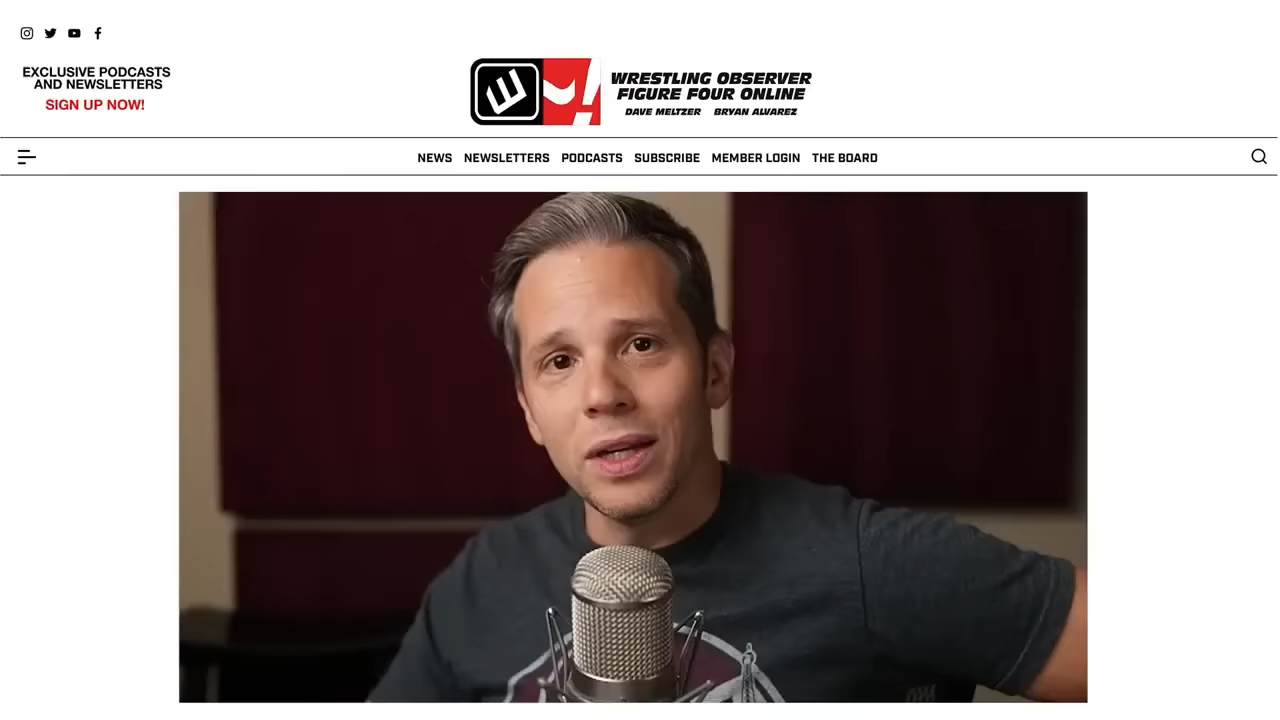 EXCLUSIVE PODCASTS
AND NEWSLETTERS
SIGN UP NOW!
WRESTLING OBSERVER
FIGURE FOUR ONLINE
DAVE MELTZER BRYAN ALVAREZ
NEWS NEWSLETTERS PODCASTS SUBSCRIBE MEMBER LOGIN THE BOARD